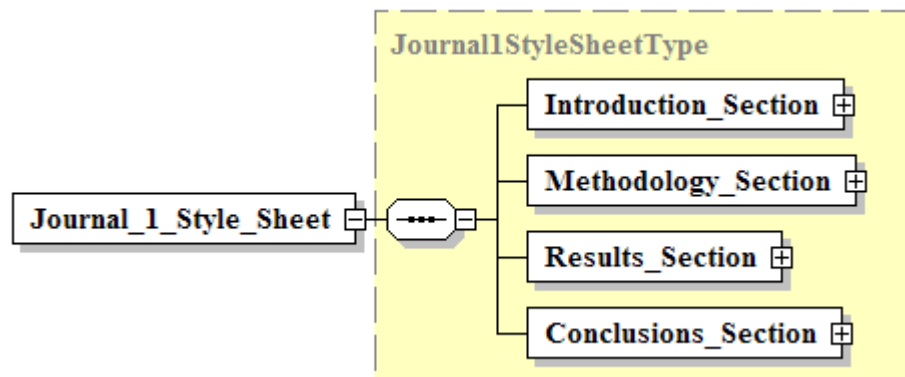 Journal1StyleSheetType
Introduction_Section
Methodology_Section
Journal_1_Style_Sheet
Results_Section
Conclusions_Section